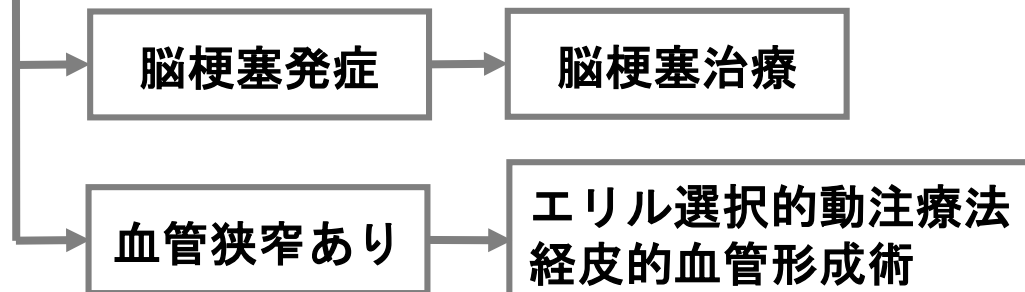 脳梗塞発症
脳梗塞治療
血管狭窄あり
エリル選択的動注療法
経皮的血管形成術